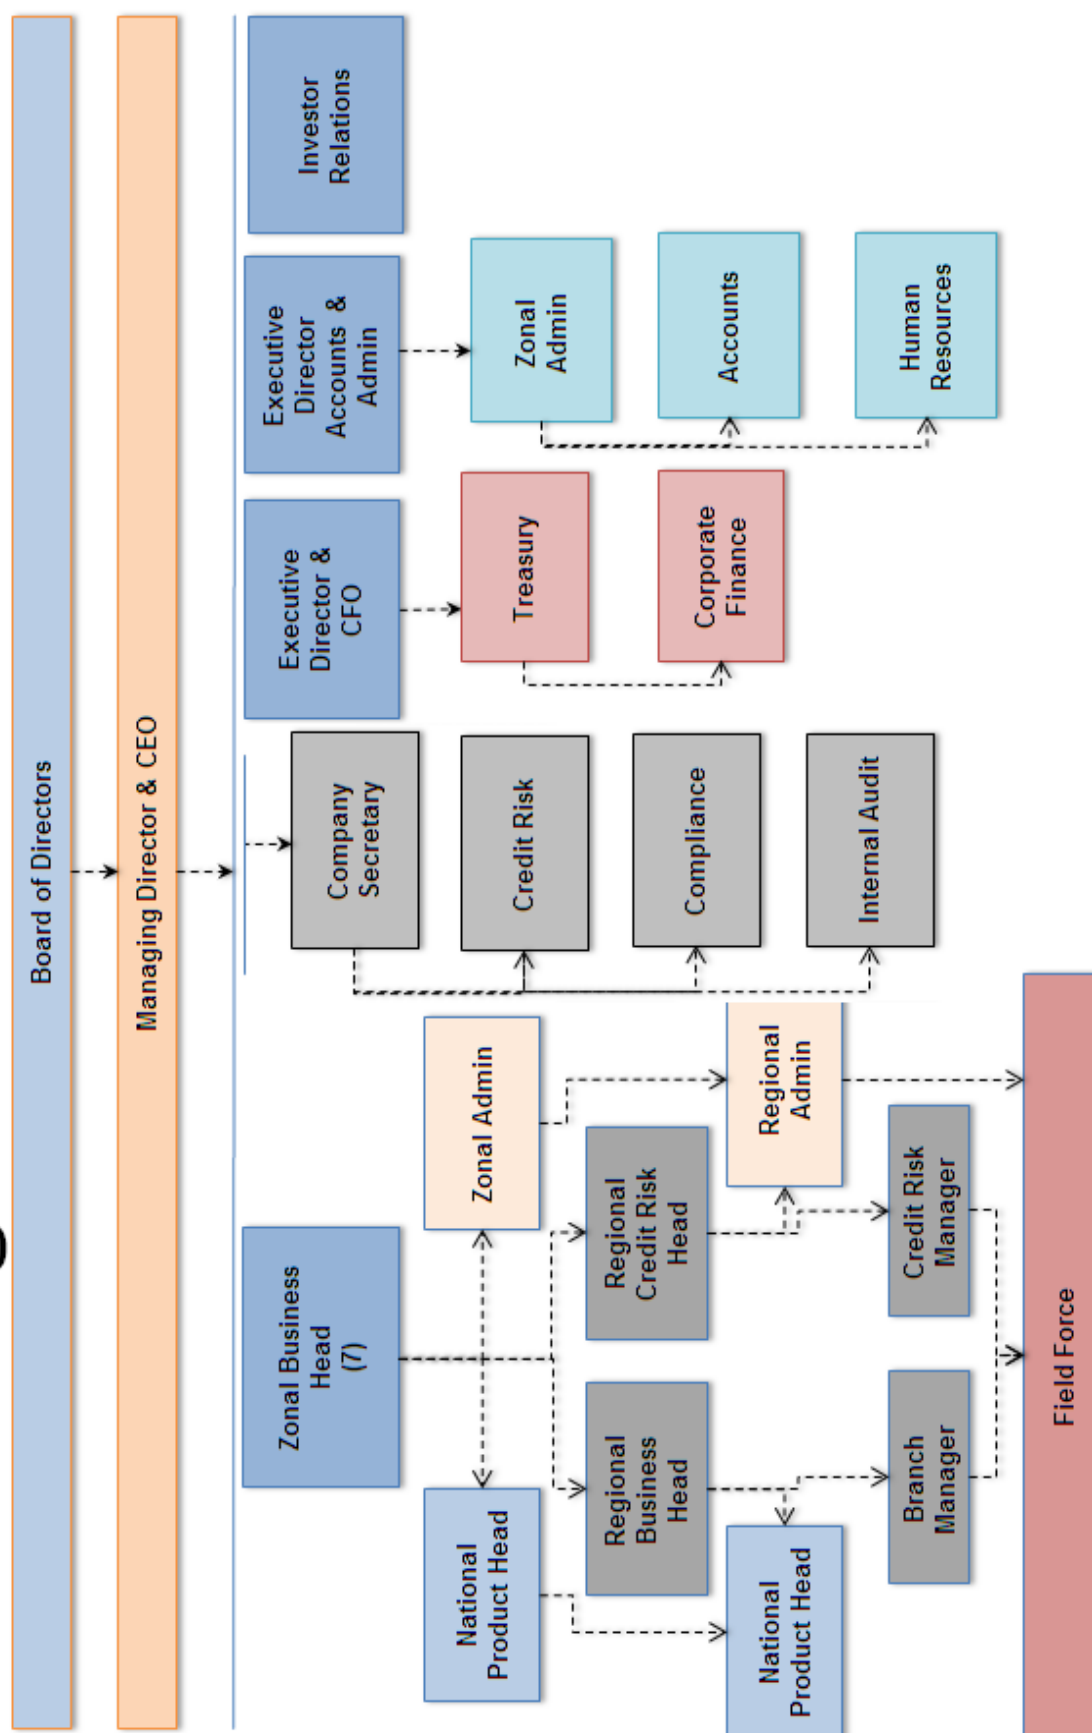 Board of Directors
Managing Director & CEO
Zonal Business
Head
(7)
Executive
Director &
CFO
Executive
Director
Accounts &
Admin
Investor
Relations
Company
Secretary
National
Product Head
Zonal Admin
Credit Risk
Treasury
Zonal
Admin
Regional
Business
Head
Regional
Credit Risk
Head
Compliance
Corporate
Finance
Accounts
National
Product Head
Regional
Admin
Internal Audit
Human
Resources
Branch
Manager
Credit Risk
Manager
Field Force